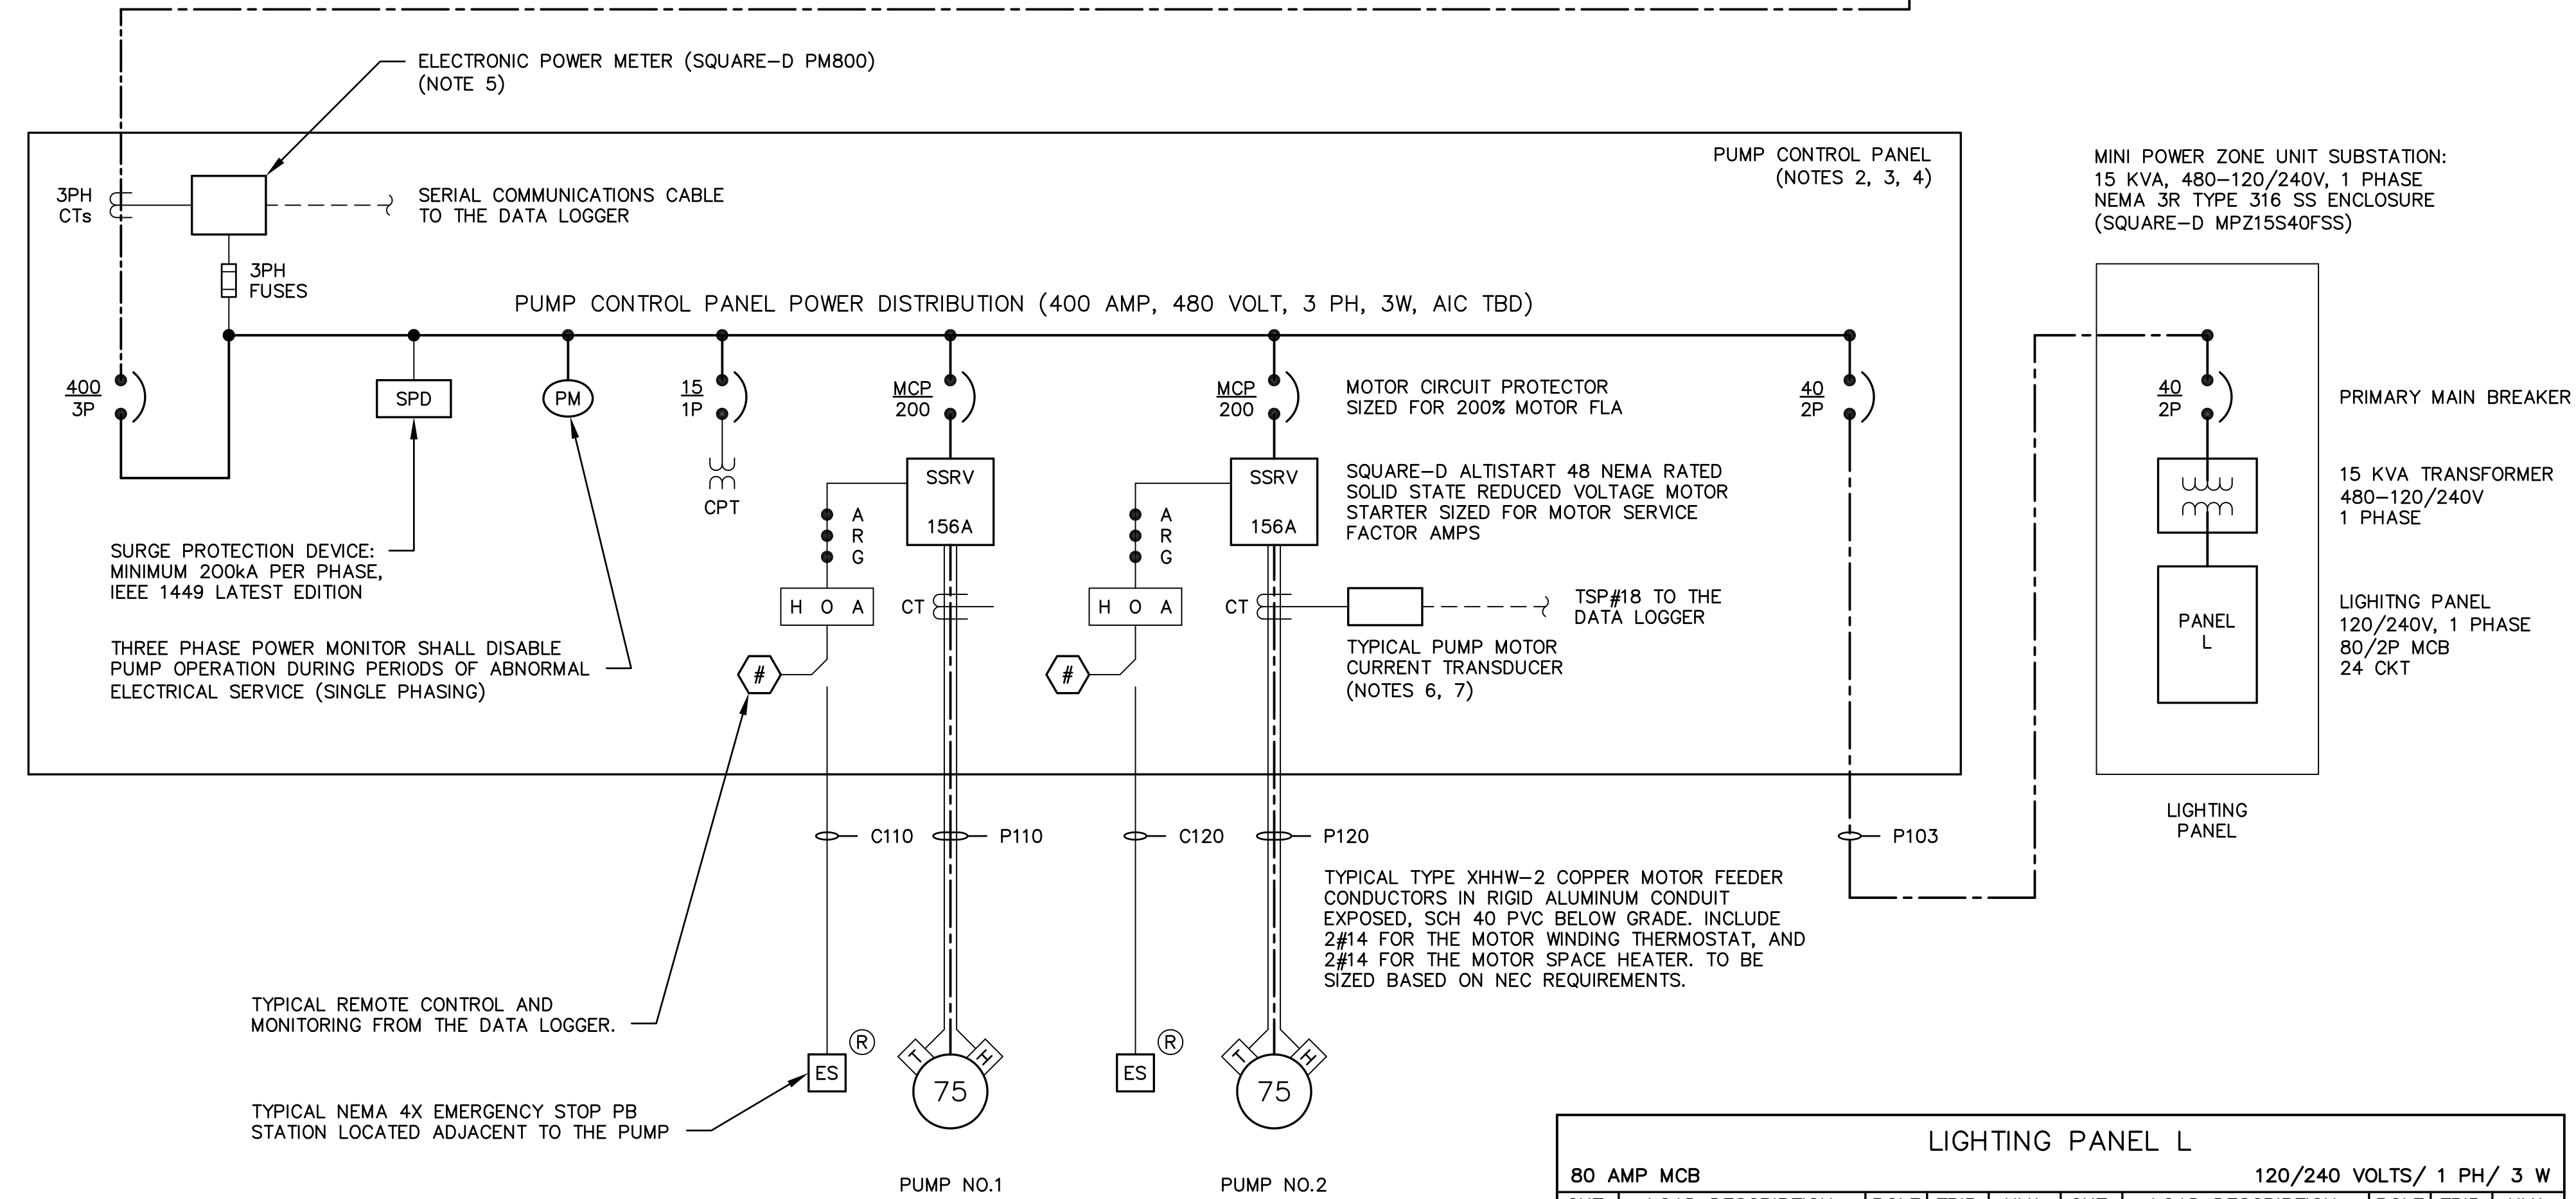 ELECTRONIC POWER METER (SQUARE-D PM800)
(NOTE 5)
PUMP CONTROL PANEL
(NOTES 2, 3, 4)
MINI POWER ZONE UNIT SUBSTATION:
15 KVA, 480-120/240V, 1 PHASE
NEMA 3R TYPE 316 SS ENCLOSURE
(SQUARE-D MPZ15S40FSS)
3PH
CTs
SERIAL COMMUNICATIONS CABLE
TO THE DATA LOGGER
3PH
FUSES
PUMP CONTROL PANEL POWER DISTRIBUTION (400 AMP, 480 VOLT, 3 PH, 3W, AIC TBD)
400
3P
SPD
PM
15
1P
CPT
MCP
200
MCP
200
MOTOR CIRCUIT PROTECTOR
SIZED FOR 200% MOTOR FLA
40
2P
40
2P
PRIMARY MAIN BREAKER
SSRV
156A
SSRV
156A
SQUARE-D ALTISTART 48 NEMA RATED
SOLID STATE REDUCED VOLTAGE MOTOR
STARTER SIZED FOR MOTOR SERVICE
FACTOR AMPS
15 KVA TRANSFORMER
480-120/240V
1 PHASE
A
R
G
A
R
G
SURGE PROTECTION DEVICE:
MINIMUM 200kA PER PHASE,
IEEE 1449 LATEST EDITION
H O A
CT
H O A
CT
TSP#18 TO THE
DATA LOGGER
TYPICAL PUMP MOTOR
CURRENT TRANSDUCER
(NOTES 6, 7)
PANEL
L
LIGHITNG PANEL
120/240V, 1 PHASE
80/2P MCB
24 CKT
THREE PHASE POWER MONITOR SHALL DISABLE
PUMP OPERATION DURING PERIODS OF ABNORMAL
ELECTRICAL SERVICE (SINGLE PHASING)
#
#
LIGHTING
PANEL
C110
P110
C120
P120
P103
TYPICAL TYPE XHHW-2 COPPER MOTOR FEEDER
CONDUCTORS IN RIGID ALUMINUM CONDUIT
EXPOSED, SCH 40 PVC BELOW GRADE. INCLUDE
2#14 FOR THE MOTOR WINDING THERMOSTAT, AND
2#14 FOR THE MOTOR SPACE HEATER. TO BE
SIZED BASED ON NEC REQUIREMENTS.
TYPICAL REMOTE CONTROL AND
MONITORING FROM THE DATA LOGGER.
R
ES
T
H
75
R
ES
T
H
75
TYPICAL NEMA 4X EMERGENCY STOP PB
STATION LOCATED ADJACENT TO THE PUMP
PUMP NO.1
PUMP NO.2
LIGHTING PANEL L
80 AMP MCB
120/240 VOLTS/ 1 PH/ 3 W